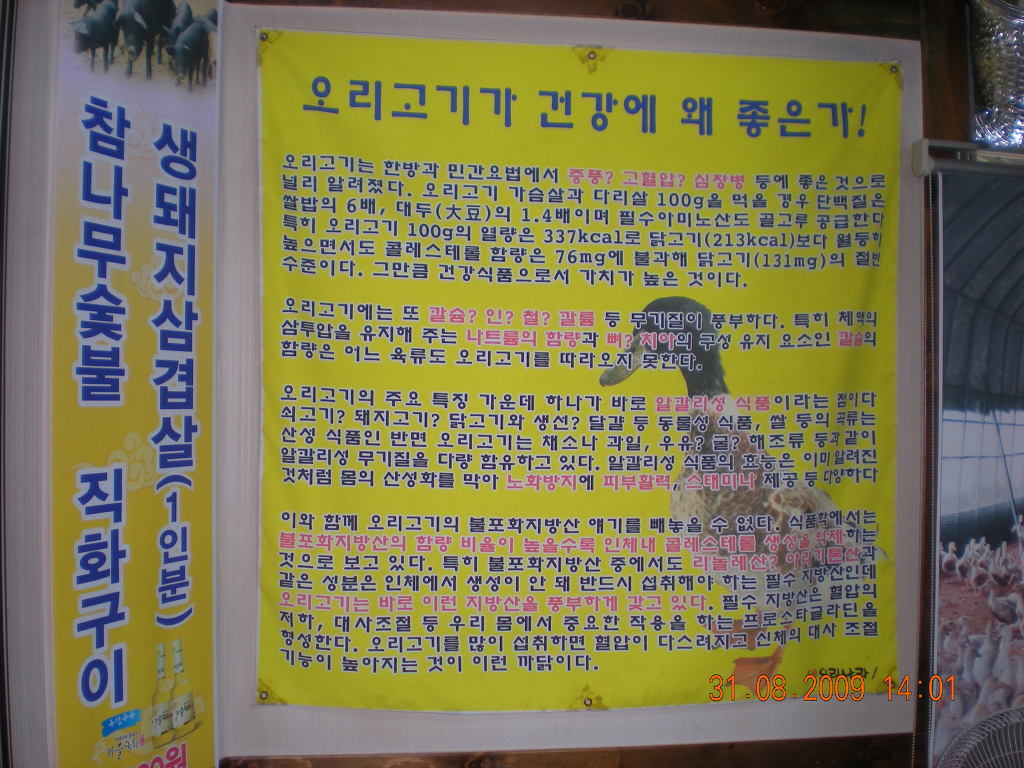 생돼지삼겹살(1인분)
참나무숯불 직화구이
오리고기가 건강에 왜 좋은가!
오리고기는 한방과 민간요법에서 중풍? 고혈압? 심장병 등에 좋은 것으로
널리 알려졌다. 오리고기 가슴살과 다리살 100g을 먹을 경우 단백질은
쌀밥의 6배, 대두(大豆)의 1.4배이며 필수아미노산도 골고루 공급한다
특히 오리고기 100g의 열량은 337kcal로 닭고기(213kcal)보다 월등히
높으면서도 콜레스테롤 함량은 76mg에 불과해 닭고기(131mg)의 절반
수준이다. 그만큼 건강식품으로서 가치가 높은 것이다.
오리고기에는 또 칼슘? 인? 철? 칼륨 등 무기질이 풍부하다. 특히 체액의
삼투압을 유지해 주는 나트륨의 함량과 뼈? 치아의 구성 유지 요소인 칼슘의
함량은 어느 육류도 오리고기를 따라오지 못한다.
오리고기의 주요 특징 가운데 하나가 바로 알칼리성 식품이라는 점이다
쇠고기? 돼지고기? 닭고기와 생선? 달걀 등 동물성 식품, 쌀 등의 곡류는
산성 식품인 반면 오리고기는 채소나 과일, 우유? 굴? 해조류 등과 같이
알칼리성 무기질을 다량 함유하고 있다. 알칼리성 식품의 효능은 이미 알려진
것처럼 몸의 산성화를 막아 노화방지에 피부활력, 스태미나 제공 등 다양하다
이와 함께 오리고기의 불포화지방산 얘기를 빼놓을 수 없다. 식품학에서는
불포화지방산의 함량 비율이 높을수록 인체내 콜레스테롤 생성을 억제하는
것으로 보고 있다. 특히 불포화지방산 중에서도 리놀레산? 아라키돈산과
같은 성분은 인체에서 생성이 안 돼 반드시 섭취해야 하는 필수 지방산인데
오리고기는 바로 이런 지방산을 풍부하게 갖고 있다. 필수 지방산은 혈압의
저하, 대사조절 등 우리 몸에서 중요한 작용을 하는 프로스타글라딘을
형성한다. 오리고기를 많이 섭취하면 혈압이 다스려지고 신체의 대사 조절
기능이 높아지는 것이 이런 까닭이다.
31.08.2009 14:01